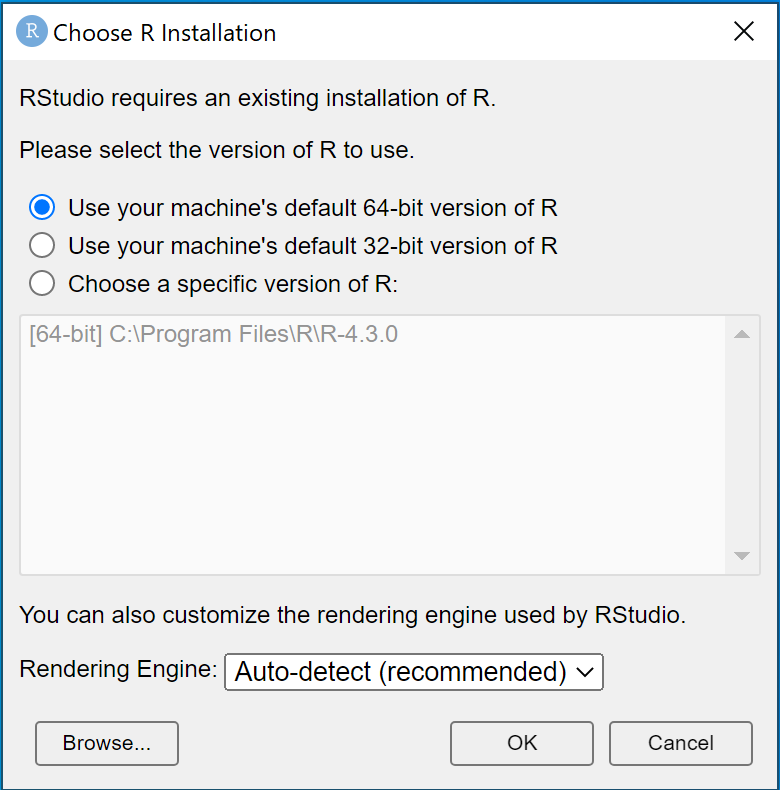 R Choose R Installation
RStudio requires an existing installation of R.
Please select the version of R to use.
Use your machine's default 64-bit version of R
Use your machine's default 32-bit version of R
Choose a specific version of R:
[64-bit] C:\Program Files\R\R-4.3.0
You can also customize the rendering engine used by RStudio.
Rendering Engine: Auto-detect (recommended)
Browse... OK Cancel